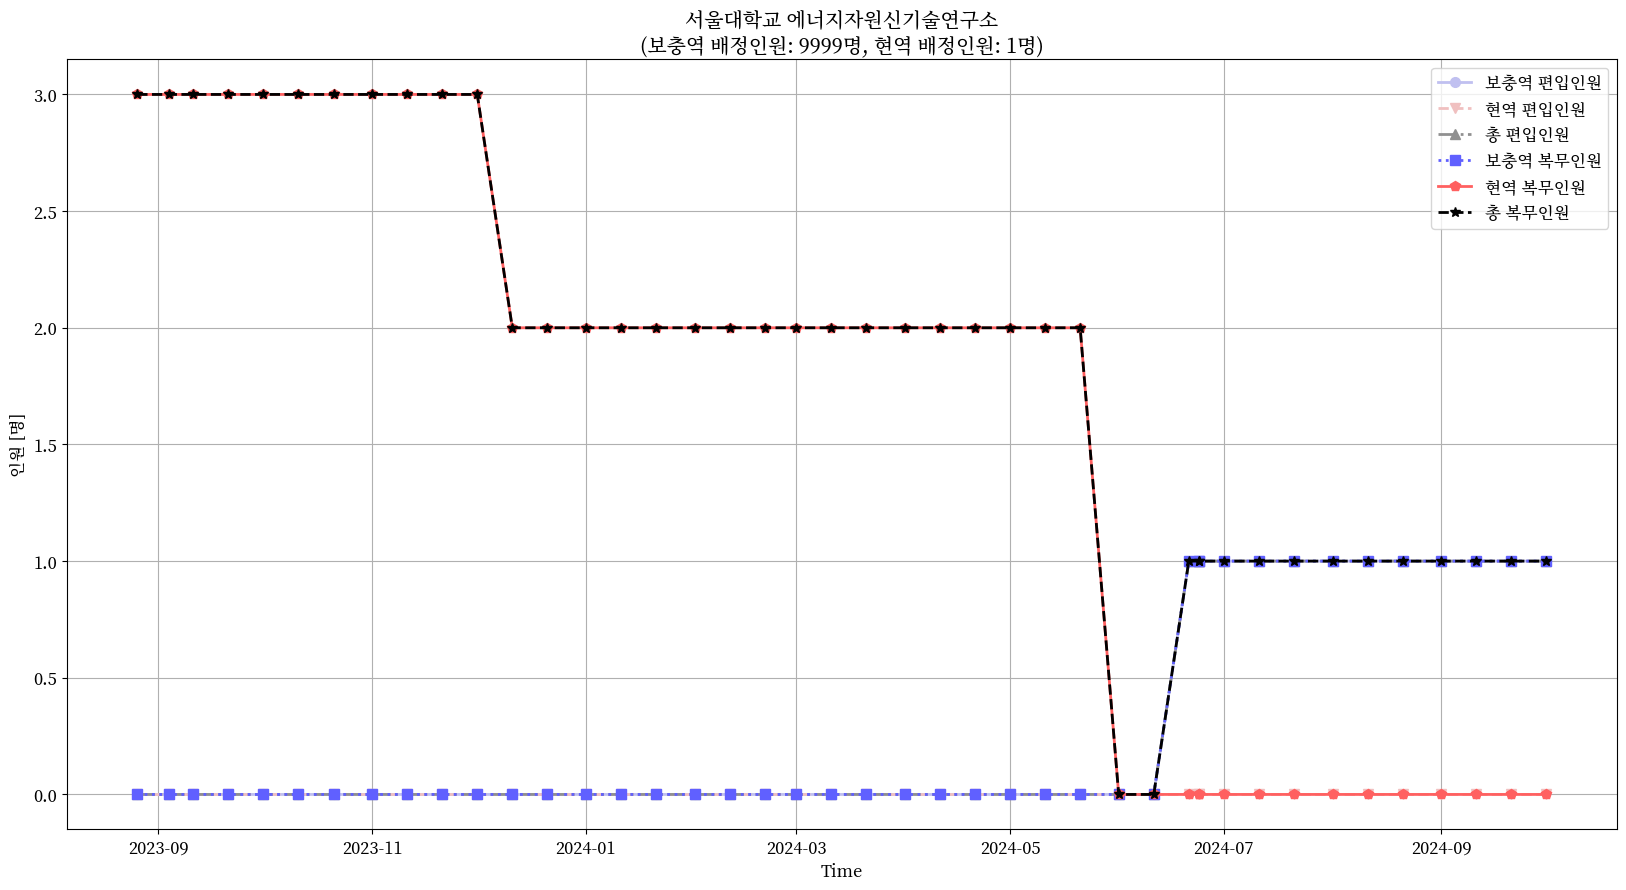 서울대학교 에너지자원신기술연구소
(보충역 배정인원: 9999명, 현역 배정인원: 1명)
보충역 편입인원
현역 편입인원
총 편입인원
보충역 복무인원
현역 복무인원
총 복무인원
인원 [명]
3.0
2.5
2.0
1.5
1.0
0.5
0.0
2023-09 2023-11 2024-01 2024-03 2024-05 2024-07 2024-09
Time